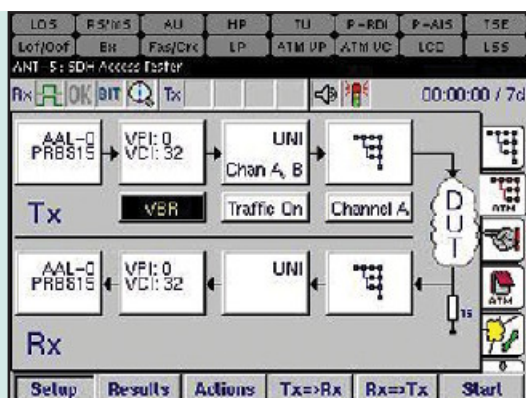 LOS RS/MS AU HP TU P-RDI P-AIS TSE
Lof/Oof Bit Fas/Crc LP ATM VP ATM VC LCD LSS
ANT-5: SDH Access Tester
Rx OK BIT Tx 00:00:00 / 7d
AAL-0 VPI: 0 UNI
PRBS15 VCI: 32 Chan A, B
Tx VBR Traffic On Channel A
DUT
ATM
AAL-0 VPI: 0 UNI
PRBS15 VCI: 32
ATM
Rx
Setup Results Actions Tx=>Rx Rx=>Tx Start